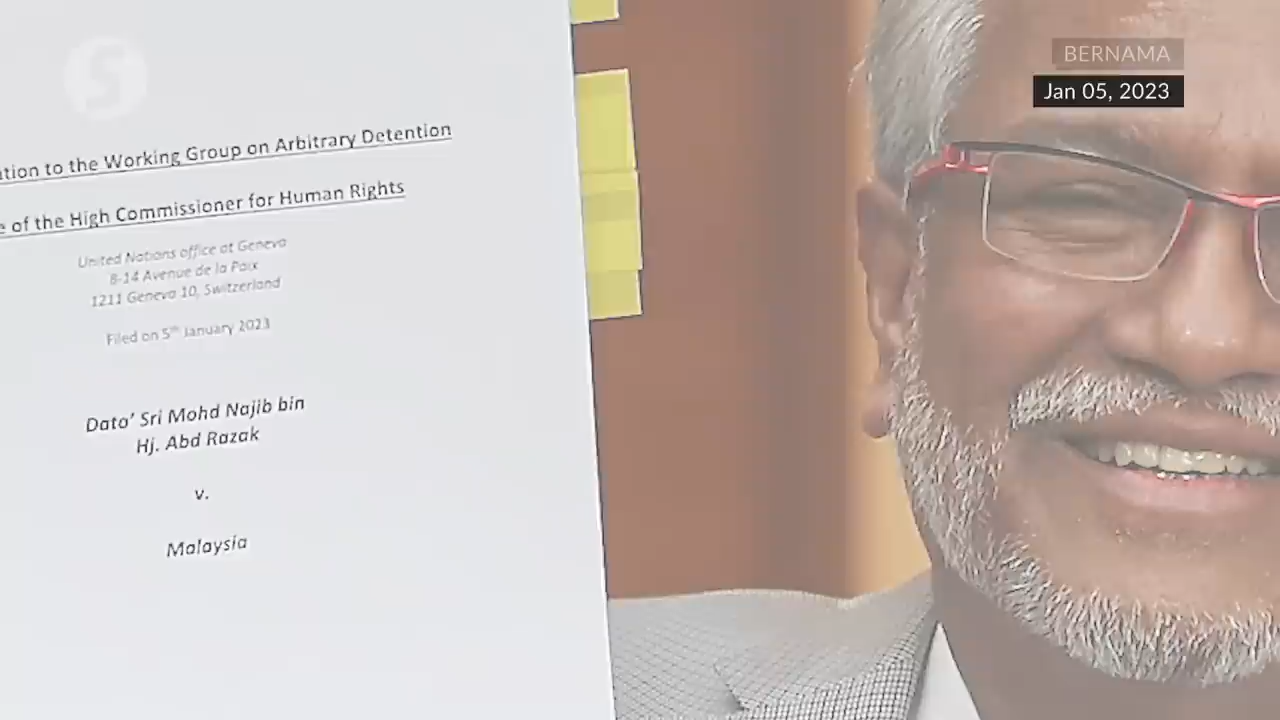 BERNAMA
Jan 05, 2023
to the Working Group on Arbitrary Detention
of the High Commissioner for Human Rights
United Nations office at Geneva
8-14 Avenue de la Paix
1211 Geneva 10, Switzerland
Filed on 5th January 2023
Dato' Sri Mohd Najib bin
Hj. Abd Razak
v.
Malaysia